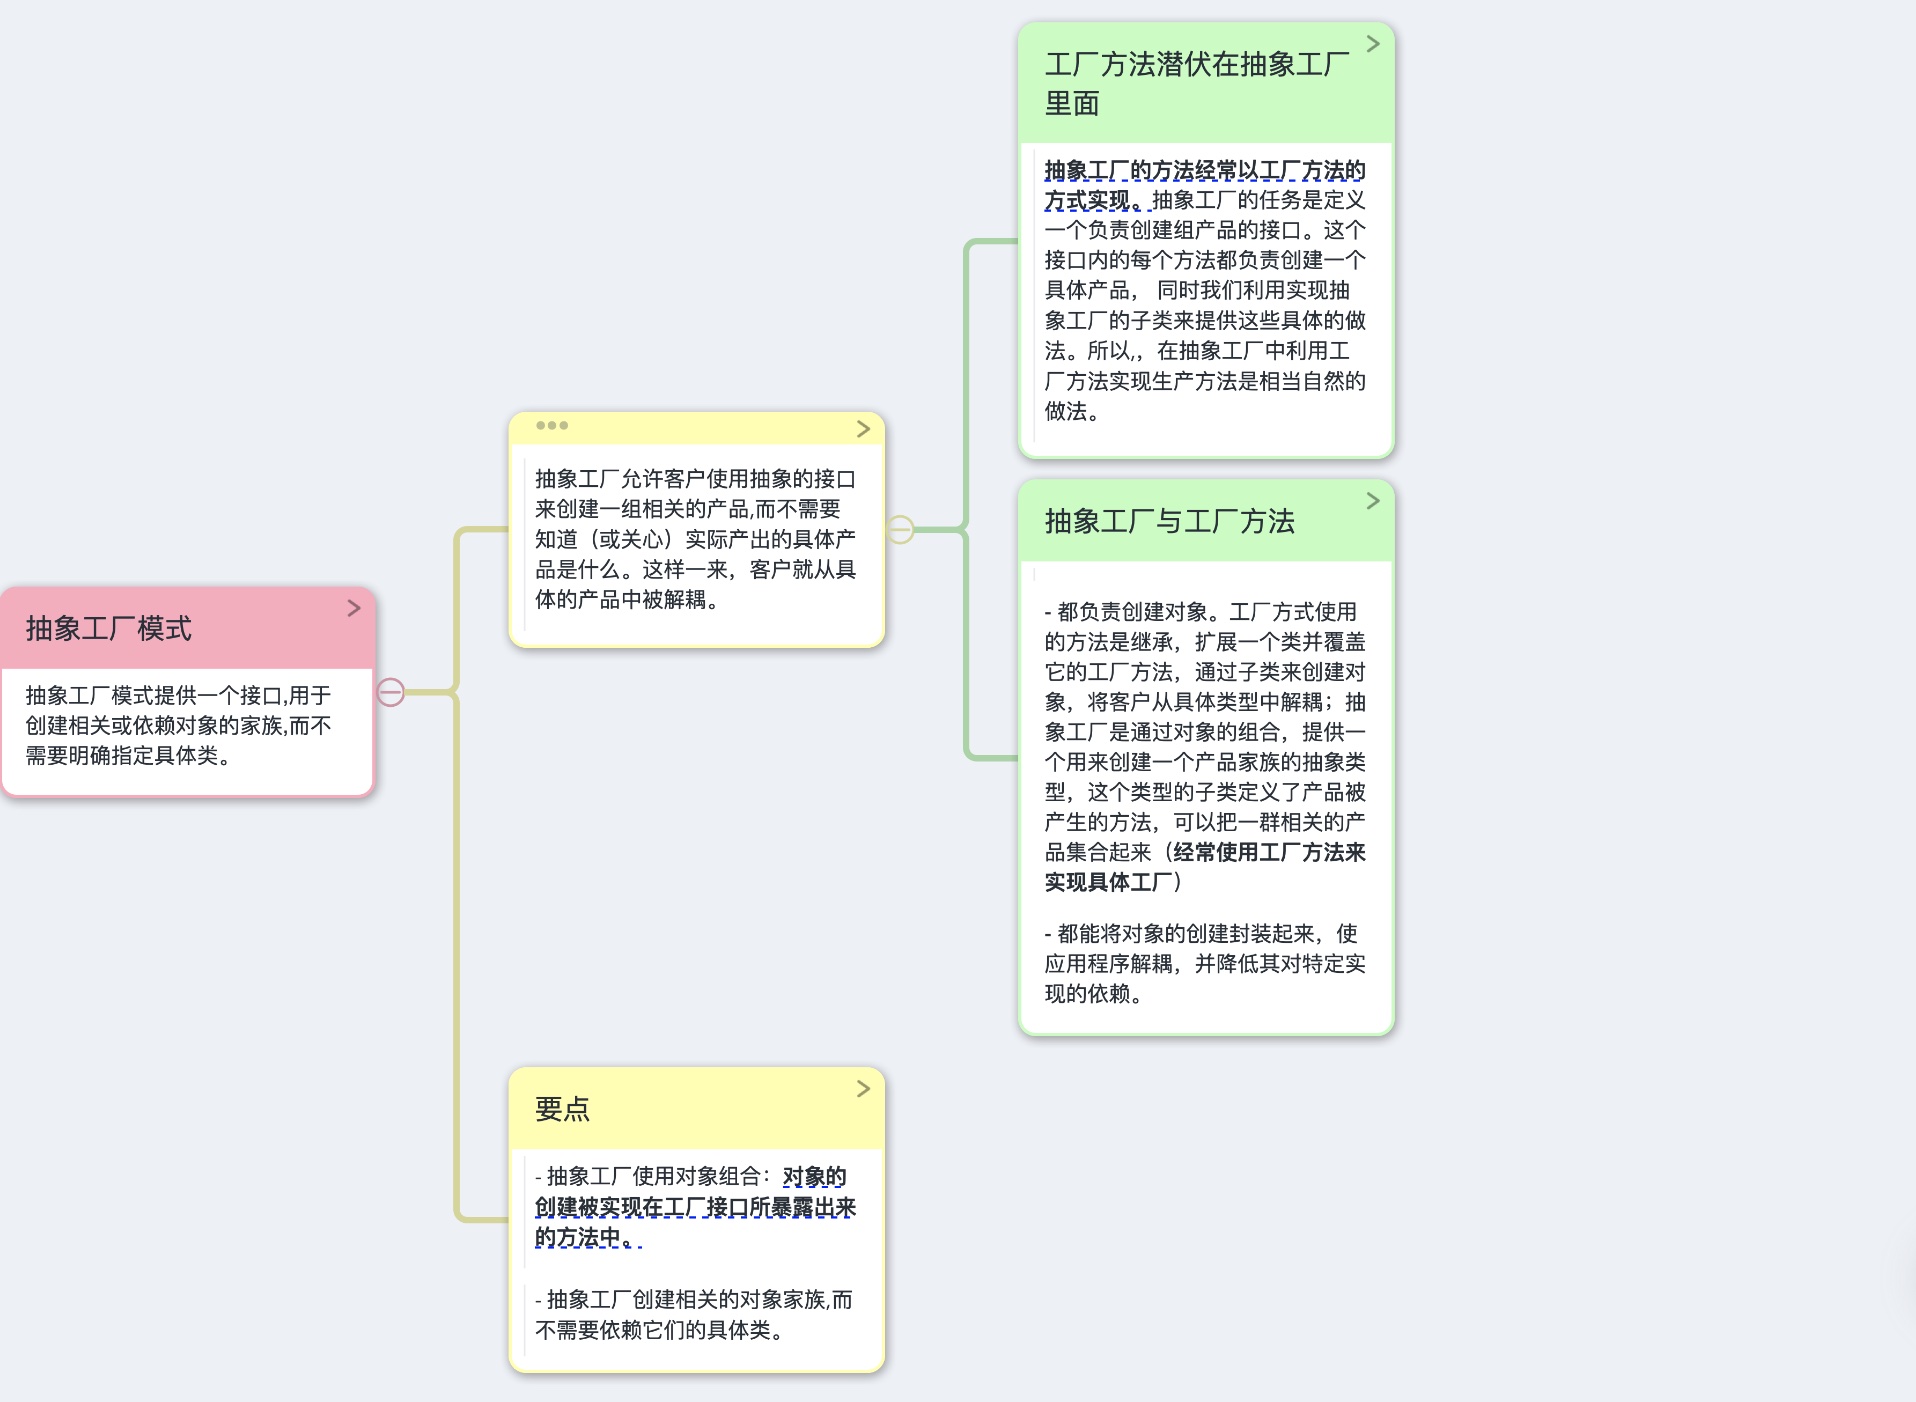 抽象工厂模式
抽象工厂模式提供一个接口,用于
创建相关或依赖对象的家族,而不
需要明确指定具体类。
抽象工厂允许客户使用抽象的接口
来创建一组相关的产品,而不需要
知道（或关心）实际产出的具体产
品是什么。这样一来，客户就从具
体的产品中被解耦。
工厂方法潜伏在抽象工厂
里面
抽象工厂的方法经常以工厂方法的
方式实现。抽象工厂的任务是定义
一个负责创建组产品的接口。这个
接口内的每个方法都负责创建一个
具体产品， 同时我们利用实现抽
象工厂的子类来提供这些具体的做
法。所以,，在抽象工厂中利用工
厂方法实现生产方法是相当自然的
做法。
抽象工厂与工厂方法
- 都负责创建对象。工厂方式使用
的方法是继承，扩展一个类并覆盖
它的工厂方法，通过子类来创建对
象，将客户从具体类型中解耦；抽
象工厂是通过对象的组合，提供一
个用来创建一个产品家族的抽象类
型，这个类型的子类定义了产品被
产生的方法，可以把一群相关的产
品集合起来（经常使用工厂方法来
实现具体工厂）
- 都能将对象的创建封装起来，使
应用程序解耦，并降低其对特定实
现的依赖。
要点
- 抽象工厂使用对象组合：对象的
创建被实现在工厂接口所暴露出来
的方法中。
- 抽象工厂创建相关的对象家族,而
不需要依赖它们的具体类。